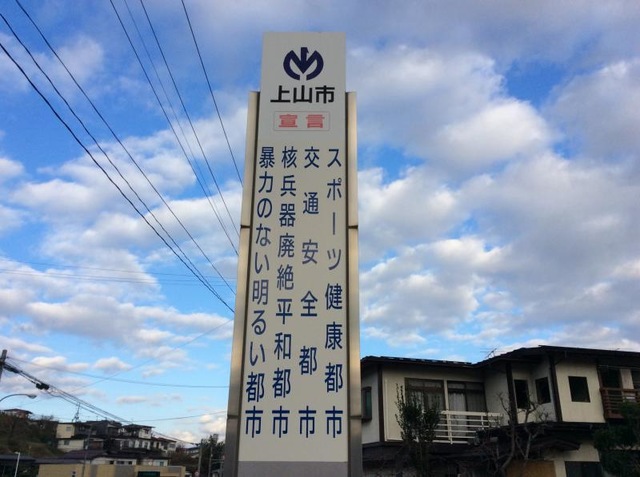 上山市
宣言
スポーツ健康都市
交通安全都市
核兵器廃絶平和都市
暴力のない明るい都市